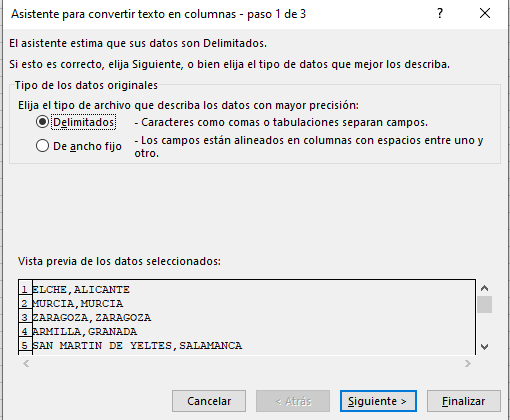 Asistente para convertir texto en columnas - paso 1 de 3
?
El asistente estima que sus datos son Delimitados.
Si esto es correcto, elija Siguiente, o bien elija el tipo de datos que mejor los describa.
Tipo de los datos originales
Elija el tipo de archivo que describa los datos con mayor precisión:
Delimitados - Caracteres como comas o tabulaciones separan campos.
De ancho fijo - Los campos están alineados en columnas con espacios entre uno y
otro.
Vista previa de los datos seleccionados:
1 ELCHE,ALICANTE
2 MURCIA,MURCIA
3 ZARAGOZA,ZARAGOZA
4 ARMILLA,GRANADA
5 SAN MARTIN DE YELTES,SALAMANCA
Cancelar < Atrás Siguiente > Finalizar